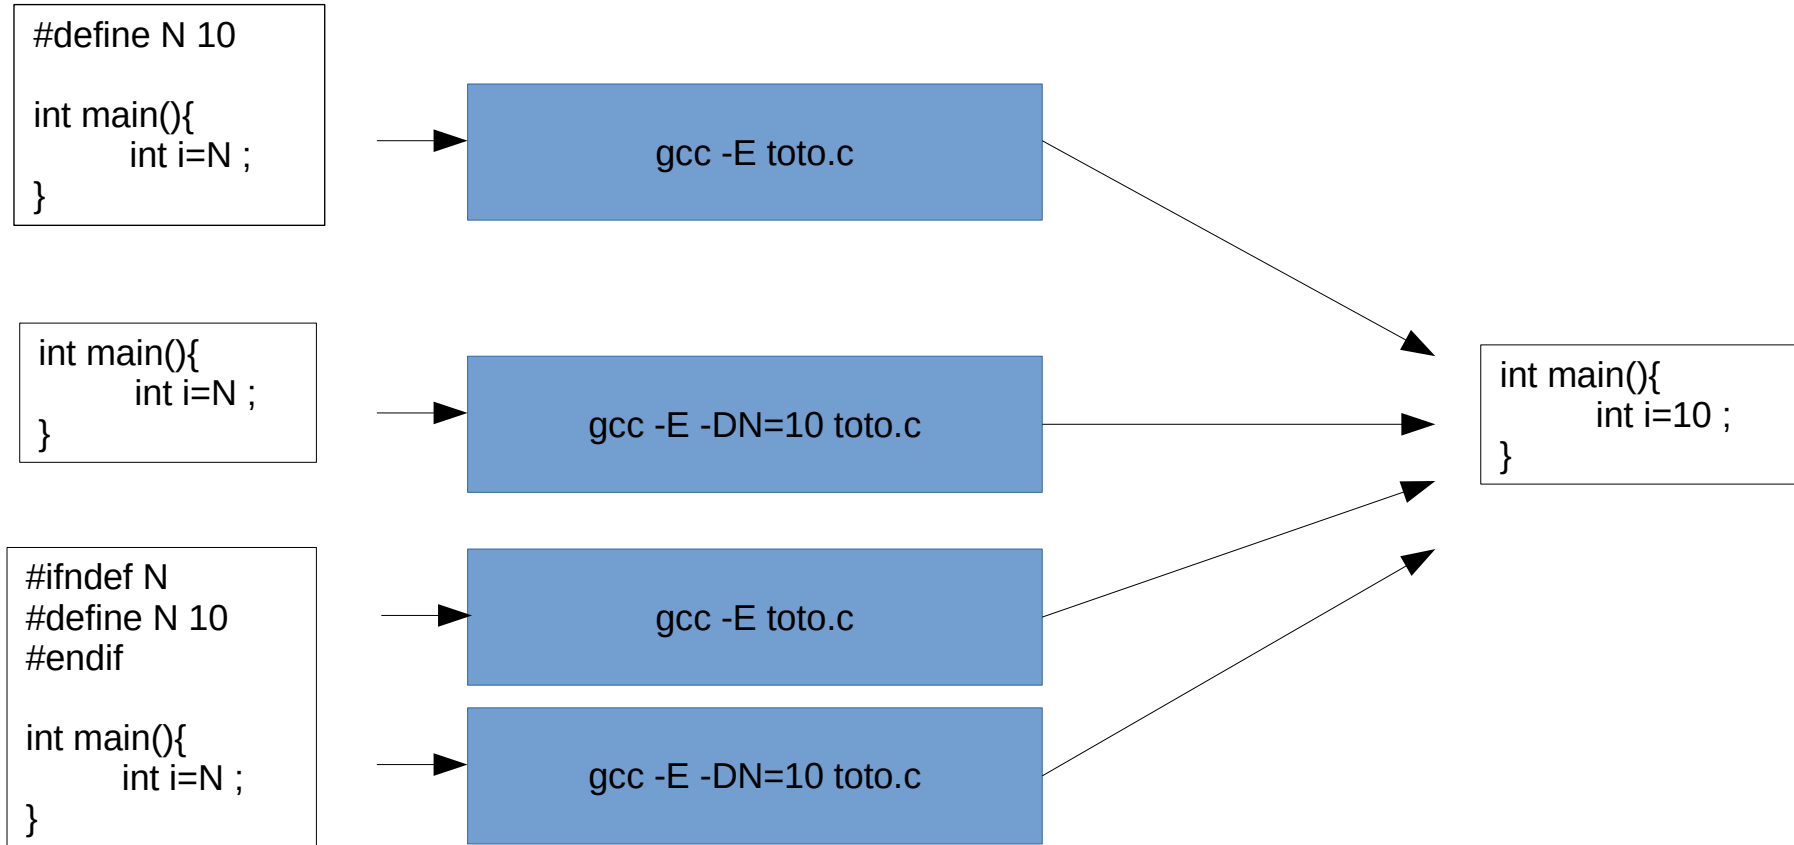 #define N 10
int main(){
int i=N ;
}
gcc -E toto.c
int main(){
int i=N ;
}
gcc -E -DN=10 toto.c
int main(){
int i=10 ;
}
#ifndef N
#define N 10
#endif
int main(){
int i=N ;
}
gcc -E toto.c
gcc -E -DN=10 toto.c